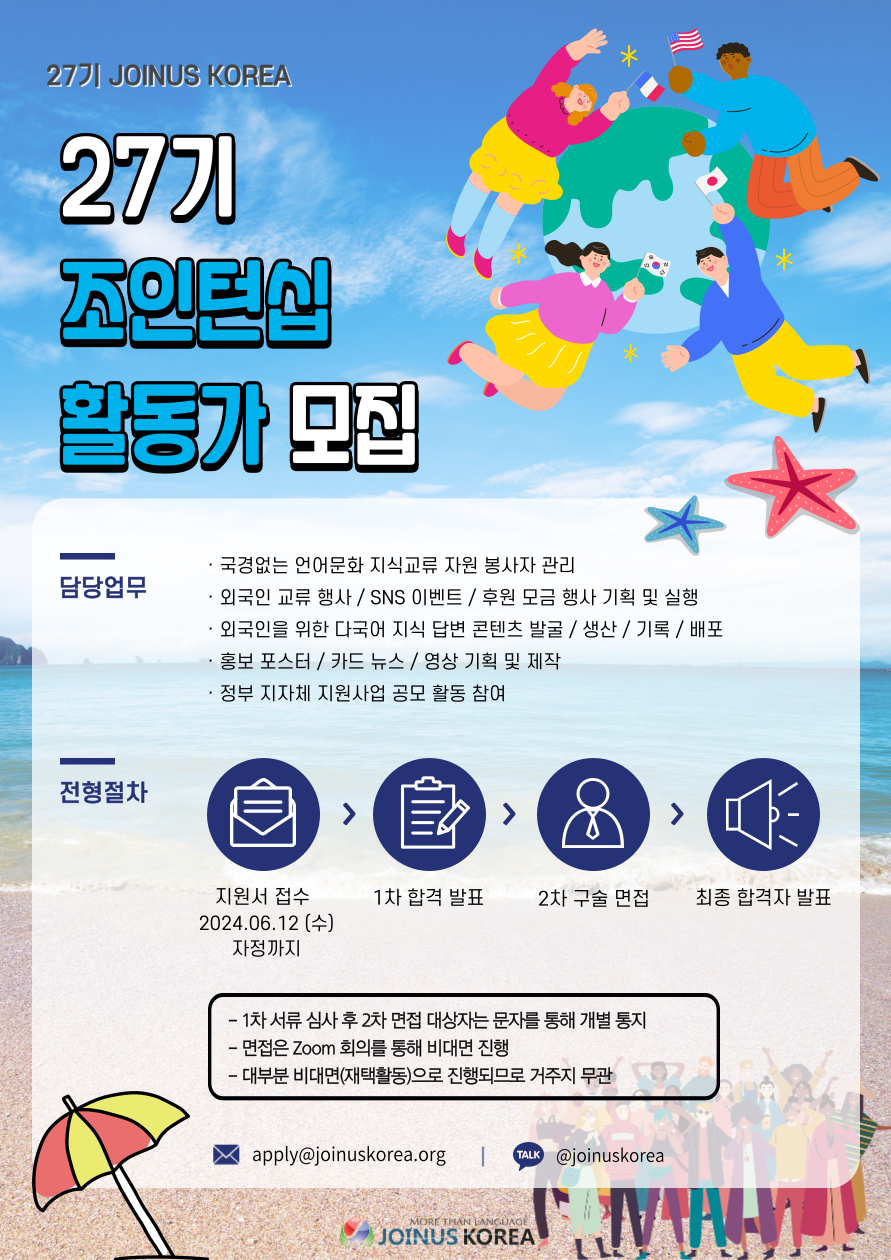 27기 JOINUS KOREA
27기
조인턴십
활동가 모집
담당업무
· 국경없는 언어문화 지식교류 자원 봉사자 관리
· 외국인 교류 행사 / SNS 이벤트 / 후원 모금 행사 기획 및 실행
· 외국인을 위한 다국어 지식 답변 콘텐츠 발굴 / 생산 / 기록 / 배포
· 홍보 포스터 / 카드 뉴스 / 영상 기획 및 제작
· 정부 지자체 지원사업 공모 활동 참여
전형절차
지원서 접수
2024.06.12 (수)
자정까지
1차 합격 발표
2차 구술 면접
최종 합격자 발표
- 1차 서류 심사 후 2차 면접 대상자는 문자를 통해 개별 통지
- 면접은 Zoom 회의를 통해 비대면 진행
- 대부분 비대면(재택활동)으로 진행되므로 거주지 무관
apply@joinuskorea.org | TALK @joinuskorea
MORE THAN LANGUAGE
JOINUS KOREA